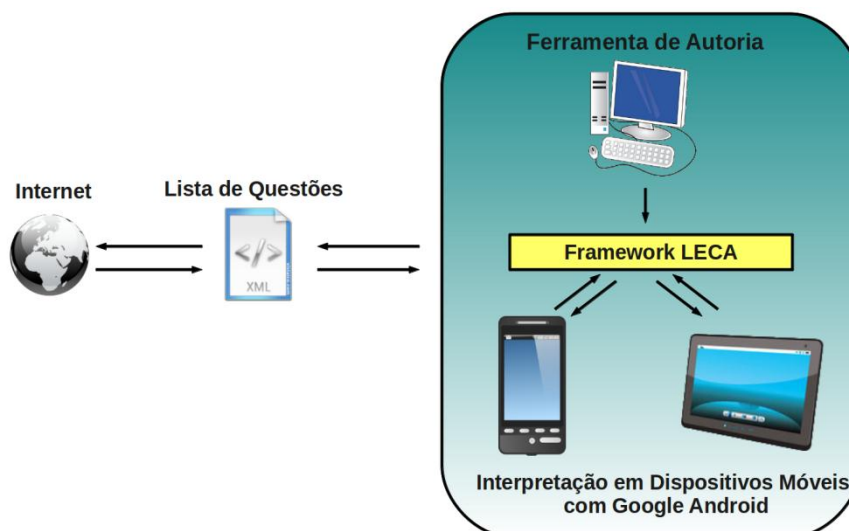 Ferramenta de Autoria
Internet
Lista de Questões
XML
Framework LECA
Interpretação em Dispositivos Móveis
com Google Android